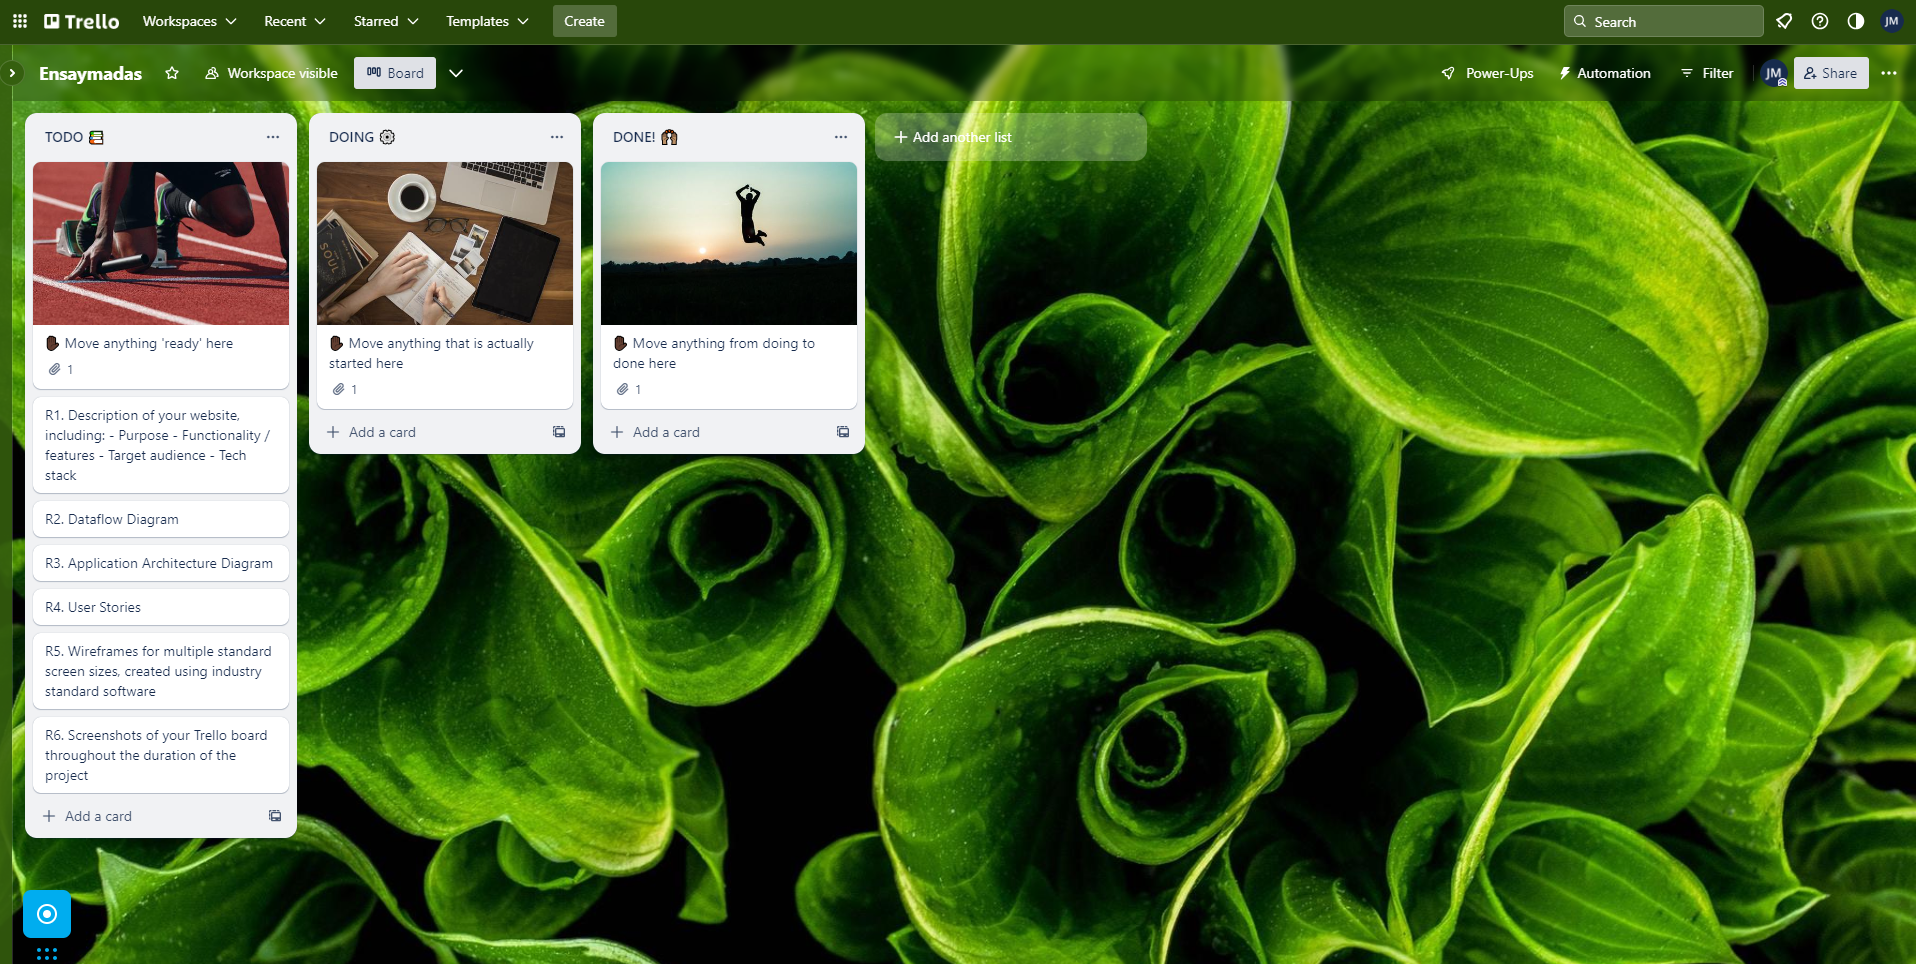 Trello
Workspaces
Recent
Starred
Templates
Create
Search
JM
Ensaymadas
Workspace visible
Board
Power-Ups
Automation
Filter
JM
Share
TODO 📚
✋🏿 Move anything 'ready' here
1
R1. Description of your website,
including: - Purpose - Functionality /
features - Target audience - Tech
stack
R2. Dataflow Diagram
R3. Application Architecture Diagram
R4. User Stories
R5. Wireframes for multiple standard
screen sizes, created using industry
standard software
R6. Screenshots of your Trello board
throughout the duration of the
project
+ Add a card
DOING ⚙️
SOUL
✋🏿 Move anything that is actually
started here
1
+ Add a card
DONE! 🙌🏽
✋🏿 Move anything from doing to
done here
1
+ Add a card
+ Add another list